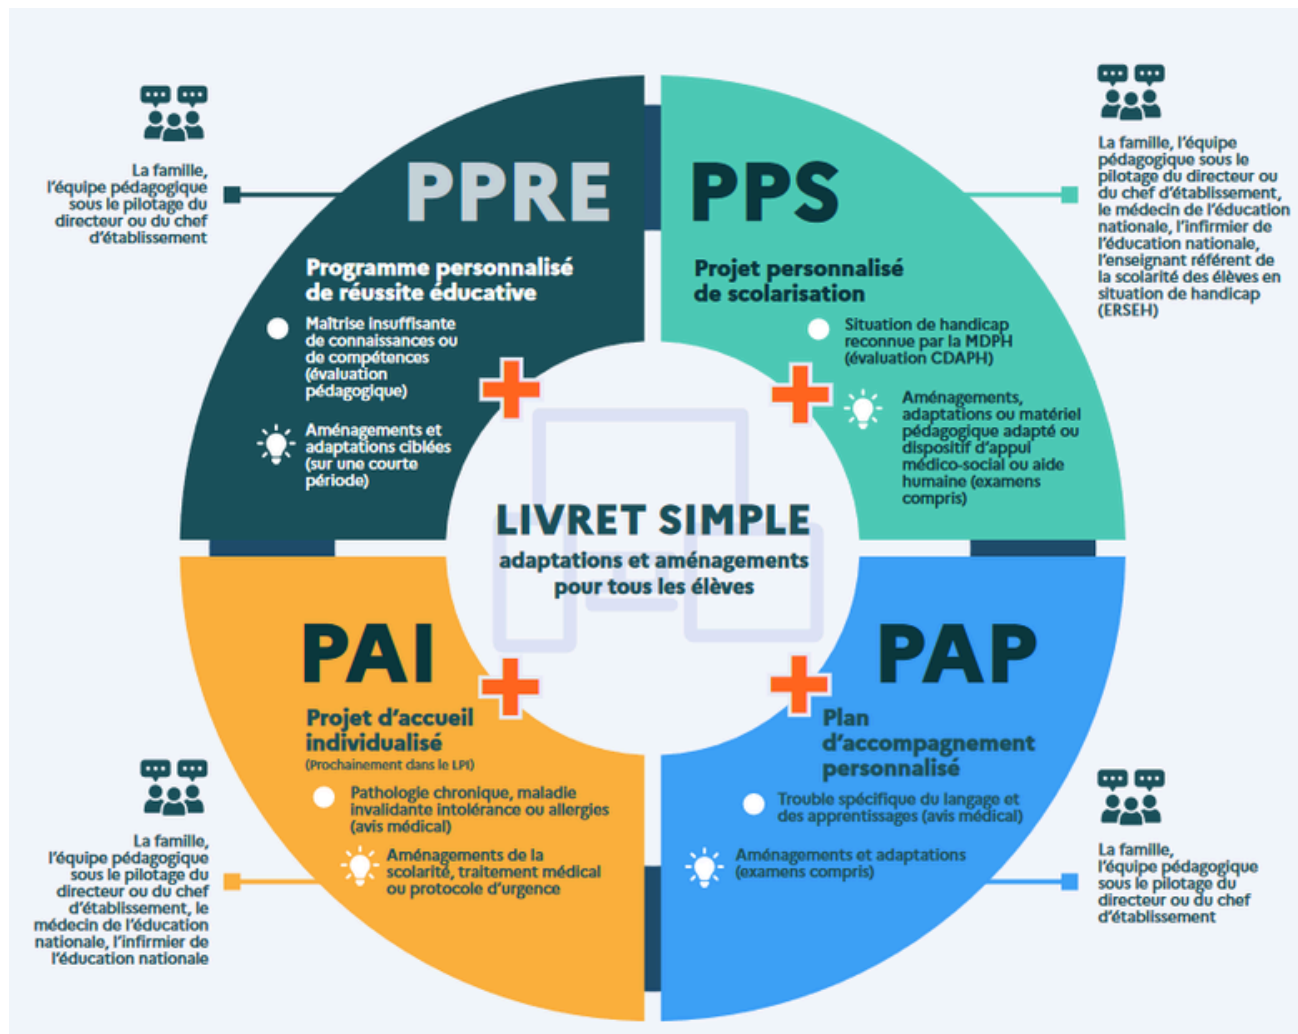 La famille,
l'équipe pédagogique
sous le pilotage du
directeur ou du chef
d'établissement
PPRE
Programme personnalisé
de réussite éducative
Maîtrise insuffisante
de connaissances ou
de compétences
(évaluation
pédagogique)
Aménagements et
adaptations ciblées
(sur une courte
période)
PPS
Projet personnalisé
de scolarisation
Situation de handicap
reconnue par la MDPH
(évaluation CDAPH)
Aménagements,
adaptations ou matériel
pédagogique adapté ou
dispositif d'appui
médico-social ou aide
humaine (examens
compris)
La famille, l'équipe
pédagogique sous le
pilotage du directeur ou
du chef d'établissement,
le médecin de l'éducation
nationale, l'infirmier de
l'éducation nationale,
l'enseignant référent de
la scolarité des élèves en
situation de handicap
(ERSEH)
LIVRET SIMPLE
adaptations et aménagements
pour tous les élèves
PAI
Projet d'accueil
individualisé
(Prochainement dans le LPI)
Pathologie chronique, maladie
invalidante intolérance ou allergies
(avis médical)
Aménagements de la
scolarité, traitement médical
ou protocole d'urgence
La famille,
l'équipe pédagogique
sous le pilotage du
directeur ou du chef
d'établissement, le
médecin de l'éducation
nationale, l'infirmier de
l'éducation nationale
PAP
Plan
d'accompagnement
personnalisé
Trouble spécifique du langage et
des apprentissages (avis médical)
Aménagements et adaptations
(examens compris)
La famille,
l'équipe pédagogique
sous le pilotage du
directeur ou du chef
d'établissement